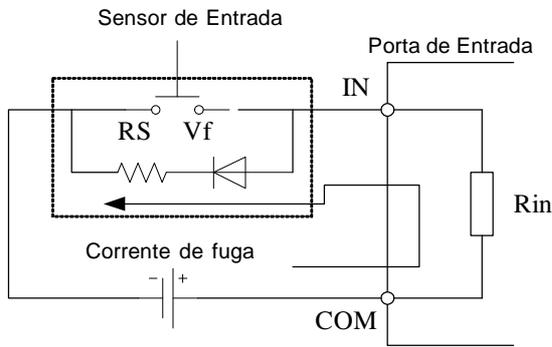 Sensor de Entrada
Porta de Entrada
IN
RS Vf
Rin
Corrente de fuga
- +
COM